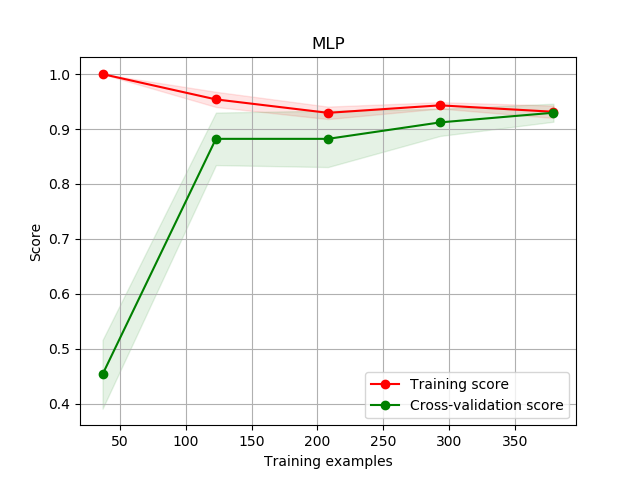 MLP
1.0
0.9
0.8
0.7
0.6
0.5
0.4
Score
50 100 150 200 250 300 350
Training examples
Training score
Cross-validation score